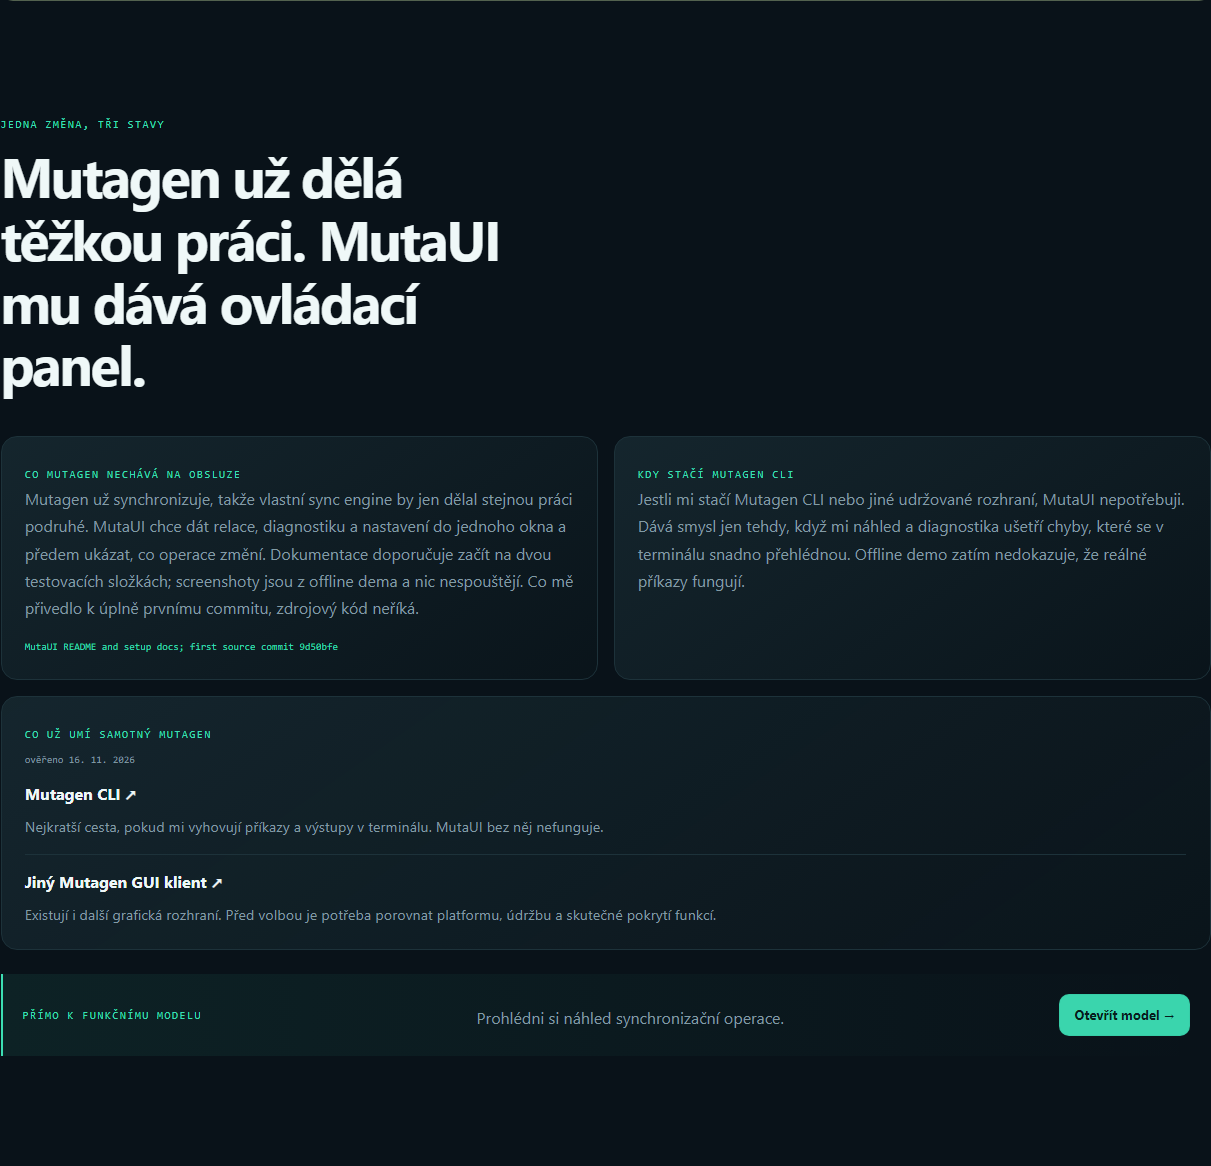 JEDNA ZMĚNA, TŘI STAVY
Mutagen už dělá
těžkou práci. MutaUI
mu dává ovládací
panel.
CO MUTAGEN NECHÁVÁ NA OBSLUZE
Mutagen už synchronizuje, takže vlastní sync engine by jen dělal stejnou práci
podruhé. MutaUI chce dát relace, diagnostiku a nastavení do jednoho okna a
předem ukázat, co operace změní. Dokumentace doporučuje začít na dvou
testovacích složkách; screenshoty jsou z offline dema a nic nespouštějí. Co mě
přivedlo k úplně prvnímu commitu, zdrojový kód neříká.
MutaUI README and setup docs; first source commit 9d50bfe
KDY STAČÍ MUTAGEN CLI
Jestli mi stačí Mutagen CLI nebo jiné udržované rozhraní, MutaUI nepotřebuji.
Dává smysl jen tehdy, když mi náhled a diagnostika ušetří chyby, které se v
terminálu snadno přehlédnou. Offline demo zatím nedokazuje, že reálné
příkazy fungují.
CO UŽ UMÍ SAMOTNÝ MUTAGEN
ověřeno 16. 11. 2026
Mutagen CLI ↗
Nejkratší cesta, pokud mi vyhovují příkazy a výstupy v terminálu. MutaUI bez něj nefunguje.
Jiný Mutagen GUI klient ↗
Existují i další grafická rozhraní. Před volbou je potřeba porovnat platformu, údržbu a skutečné pokrytí funkcí.
PŘÍMO K FUNKČNÍMU MODELU
Prohlédni si náhled synchronizační operace.
Otevřít model →